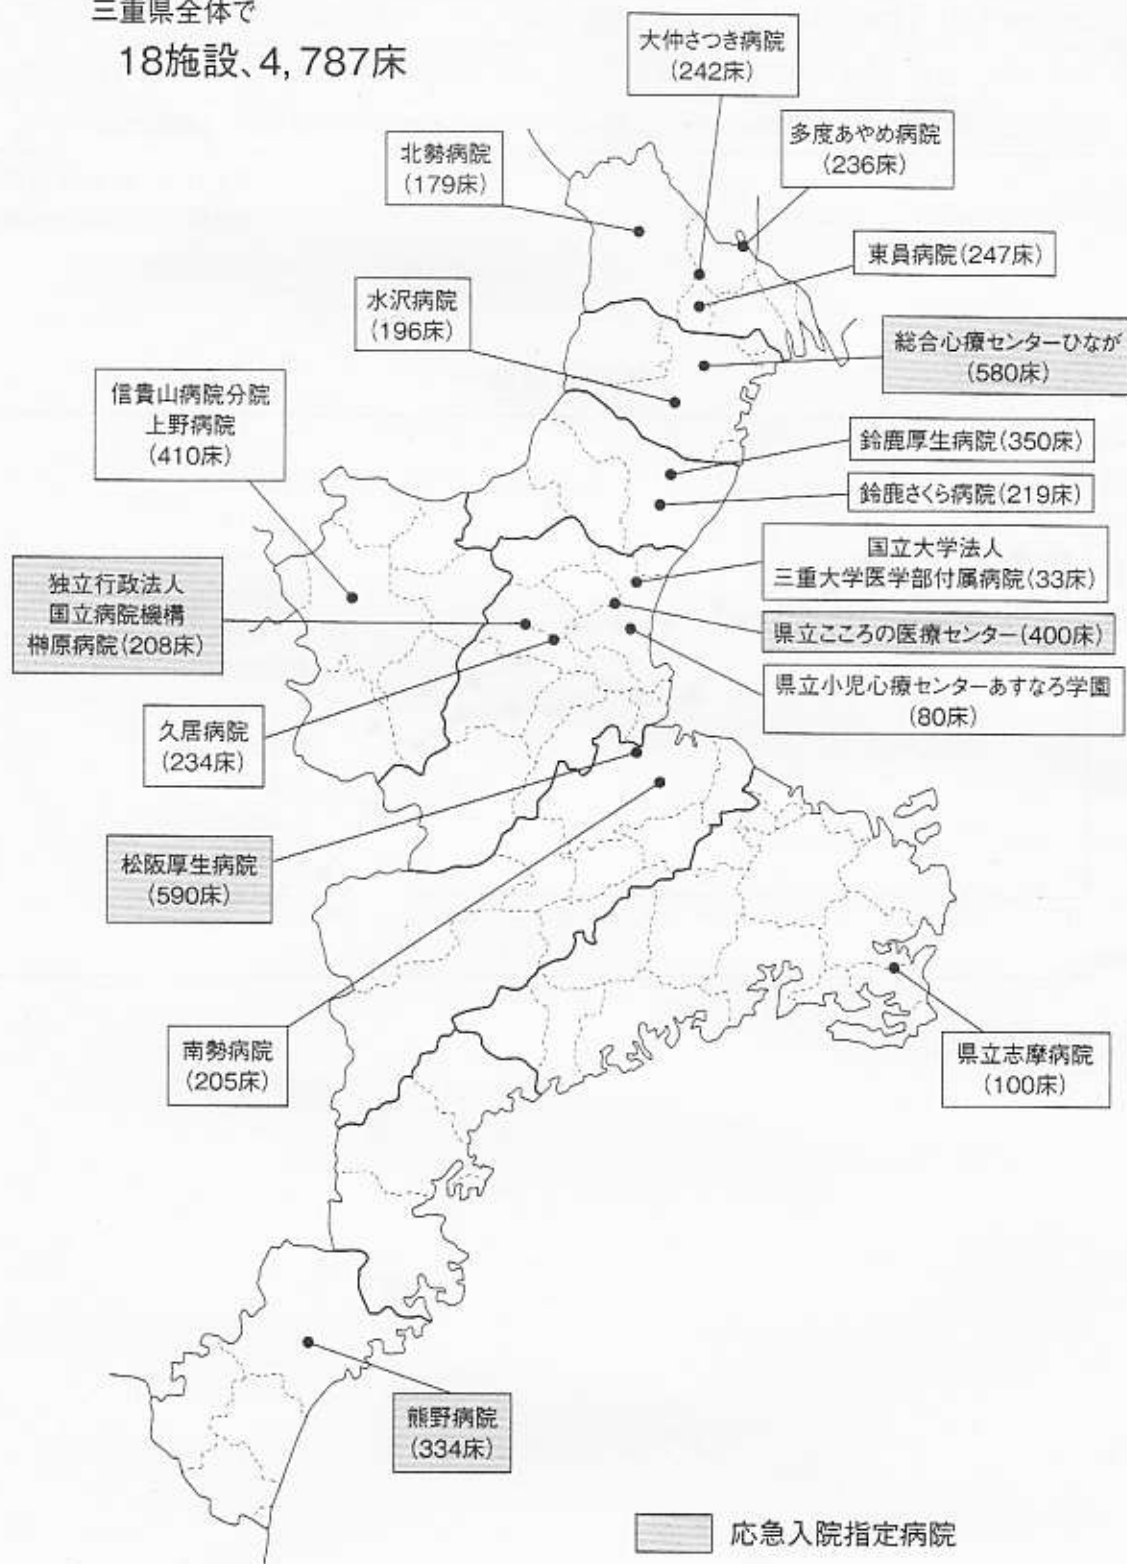 三重県全体で
18施設、4,787床
大仲さつき病院
(242床)
多度あやめ病院
(236床)
北勢病院
(179床)
東員病院(247床)
水沢病院
(196床)
総合心療センターひなが
(580床)
信貴山病院分院
上野病院
(410床)
鈴鹿厚生病院(350床)
鈴鹿さくら病院(219床)
国立大学法人
三重大学医学部付属病院(33床)
独立行政法人
国立病院機構
榊原病院(208床)
県立こころの医療センター(400床)
県立小児心療センターあすなろ学園
(80床)
久居病院
(234床)
松阪厚生病院
(590床)
南勢病院
(205床)
県立志摩病院
(100床)
熊野病院
(334床)
応急入院指定病院